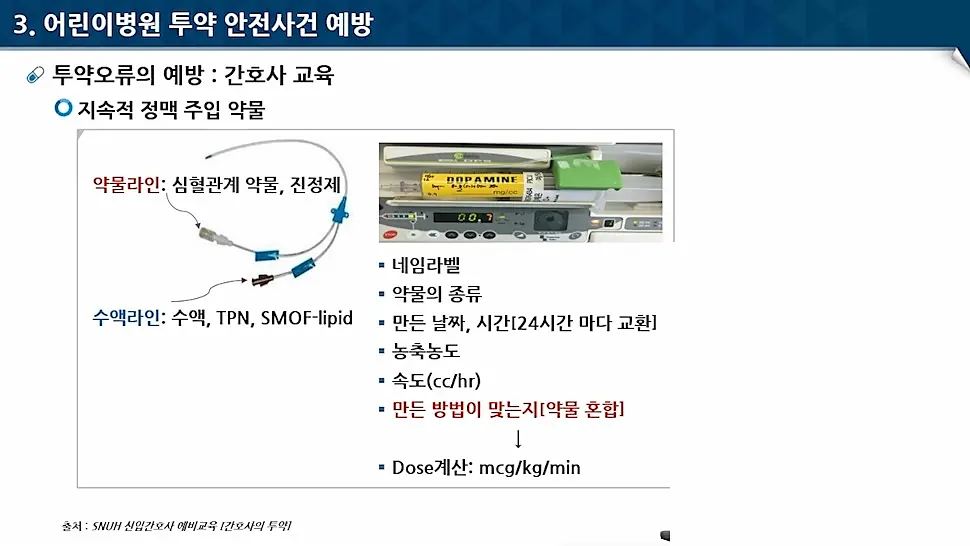 3. 어린이병원 투약 안전사건 예방
투약오류의 예방 : 간호사 교육
지속적 정맥 주입 약물
약물라인: 심혈관계 약물, 진정제
수액라인: 수액, TPN, SMOF-lipid
DOPAMINE
mg/cc
00.7
네임라벨
약물의 종류
만든 날짜, 시간[24시간 마다 교환]
농축농도
속도(cc/hr)
만든 방법이 맞는지[약물 혼합]
↓
Dose계산: mcg/kg/min
출처 : SNUH 신입간호사 예비교육 [간호사의 투약]